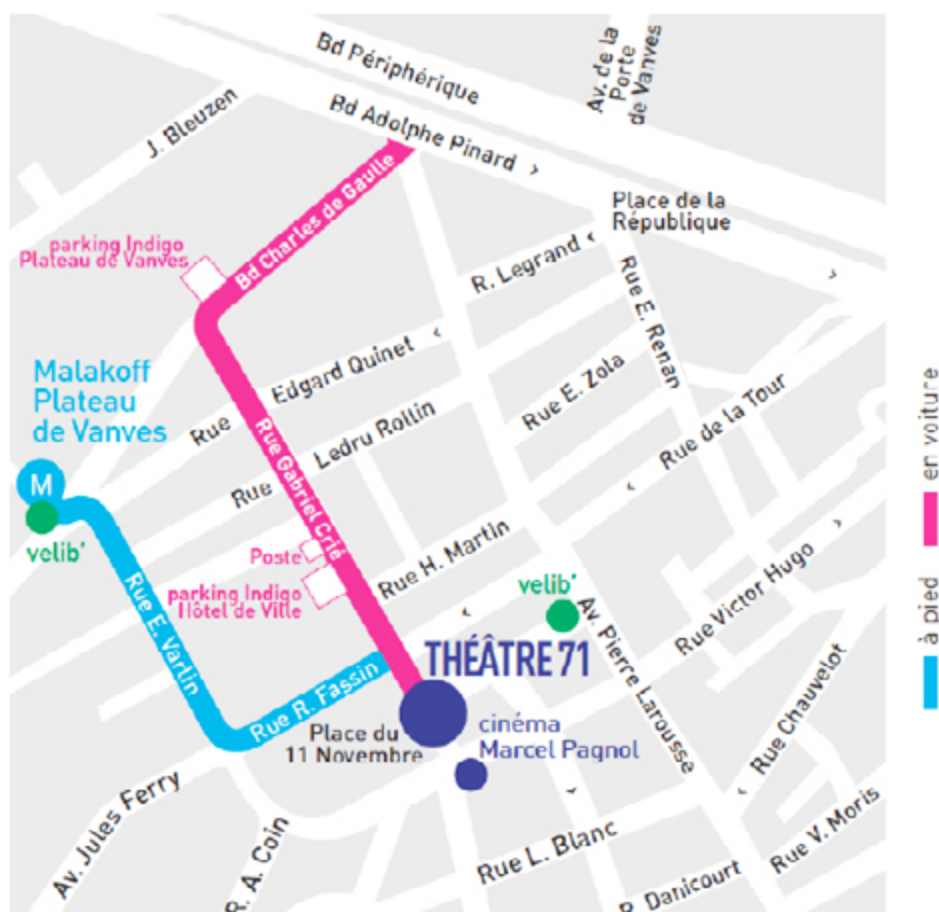 Bd Périphérique
Av. de la
Porte
de Vanves
J. Bleuzen
Bd Adolphe Pinard
Place de la
République
Bd Charles de Gaulle
parking Indigo
Plateau de Vanves
R. Legrand
Rue E. Renan
Malakoff
Plateau
de Vanves
Rue Edgard Quinet
Rue E. Zola
Rue de la Tour
Rue Ledru Rollin
Rue Gabriel Crié
M
velib'
Poste
parking Indigo
Hôtel de Ville
Rue H. Martin
velib'
Rue Victor Hugo
Rue E. Varlin
THÉÂTRE 71
Av. Pierre Larousse
Rue R. Fassin
Place du
11 Novembre
cinéma
Marcel Pagnol
Rue Chauvelot
Av. Jules Ferry
R. A. Coin
Rue L. Blanc
Rue V. Moris
R. Danicourt
en voiture
à pied